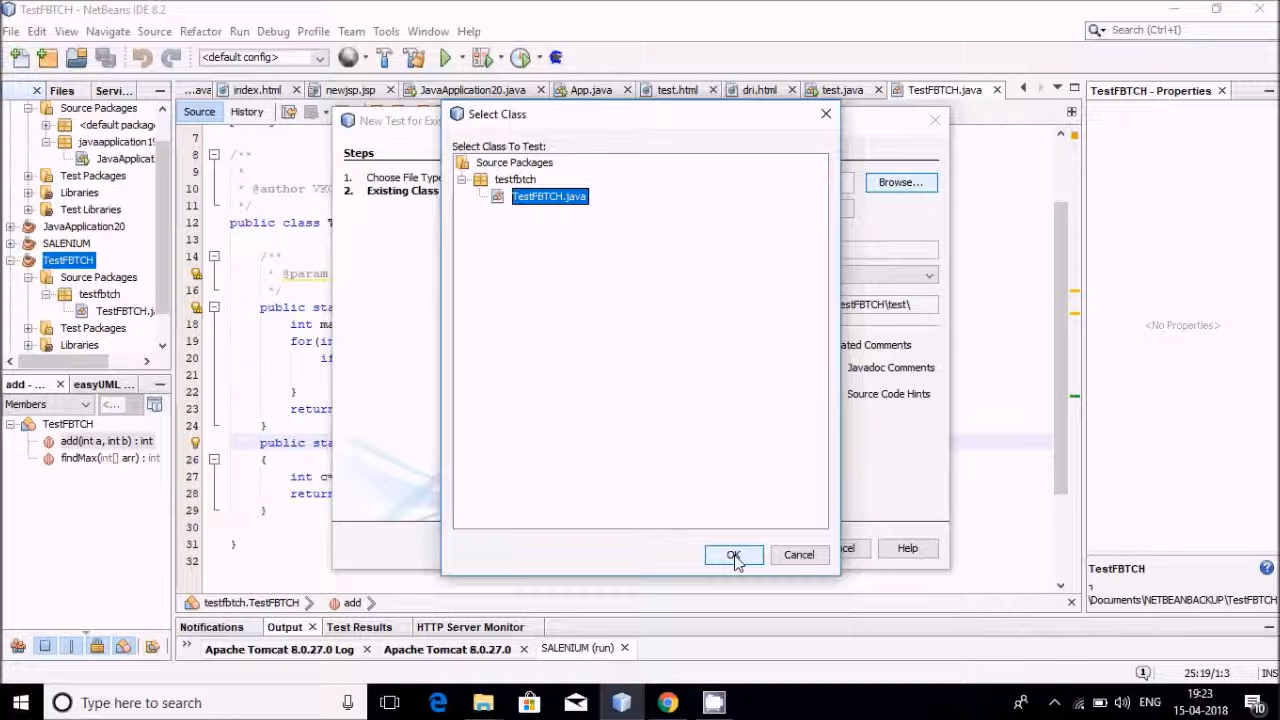 TestFBTCH - NetBeans IDE 8.2
File Edit View Navigate Source Refactor Run Debug Profile Team Tools Window Help
Search (Ctrl+I)
<default config>
Files Servi...
...ava index.html newjsp.jsp JavaApplication20.java App.java test.html dri.html test.java TestFBTCH.java
TestFBTCH - Properties
Source Packages
<default packag
javaapplication19
JavaApplicat
Test Packages
Libraries
Test Libraries
JavaApplication20
SALENIUM
TestFBTCH
Source Packages
testfbtch
TestFBTCH.j
Test Packages
Libraries
add - ... easyUML ...
Members <...
TestFBTCH
add(int a, int b) : int
findMax(int[] arr) : int
Source History
7
8 /**
9 *
10 * @author VK
11 */
12 public class
13
14 /**
* @param
16 */
public sta
18 int ma
19 for(in
20 if
21
22 }
23 return
24 }
public sta
26 {
27 int c=
28 return
29 }
30
31 }
32
New Test for Exis
Steps
1. Choose File Type
2. Existing Class
Browse...
estFBTCH\test\
ated Comments
Javadoc Comments
Source Code Hints
cel Help
Select Class
Select Class To Test:
Source Packages
testfbtch
TestFBTCH.java
OK Cancel
<No Properties>
TestFBTCH
\Documents\NETBEANBACKUP\TestFBTCH
testfbtch.TestFBTCH add
Notifications Output Test Results HTTP Server Monitor
Apache Tomcat 8.0.27.0 Log Apache Tomcat 8.0.27.0 SALENIUM (run)
25:19/1:3 INS
Type here to search
ENG
19:23
15-04-2018
10